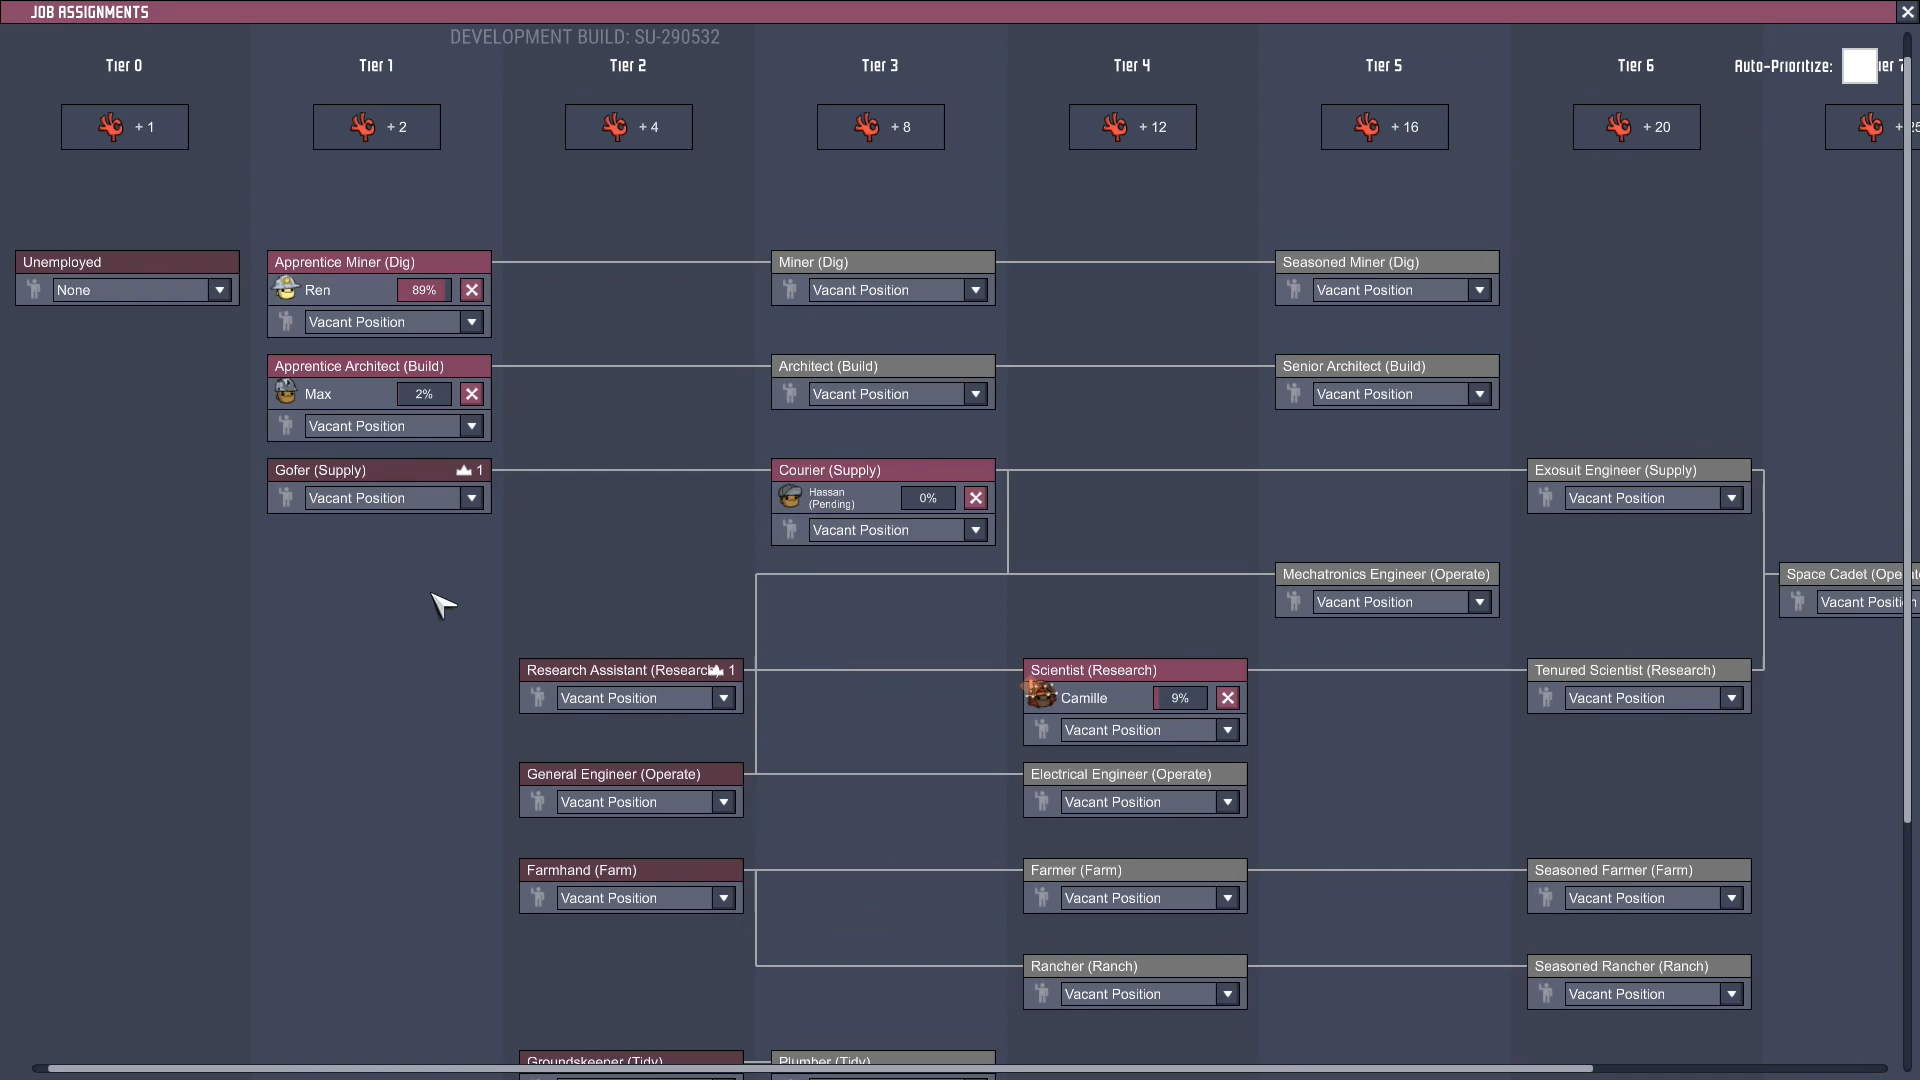 JOB ASSIGNMENTS
DEVELOPMENT BUILD: SU-290532
Tier 0
Tier 1
Tier 2
Tier 3
Tier 4
Tier 5
Tier 6
Auto-Prioritize:
+ 1
+ 2
+ 4
+ 8
+ 12
+ 16
+ 20
Unemployed
None
Apprentice Miner (Dig)
Ren 89%
Vacant Position
Miner (Dig)
Vacant Position
Seasoned Miner (Dig)
Vacant Position
Apprentice Architect (Build)
Max 2%
Vacant Position
Architect (Build)
Vacant Position
Senior Architect (Build)
Vacant Position
Gofer (Supply) 1
Vacant Position
Courier (Supply)
Hassan
(Pending)
0%
Vacant Position
Exosuit Engineer (Supply)
Vacant Position
Mechatronics Engineer (Operate)
Vacant Position
Space Cadet
Research Assistant 1
Vacant Position
Scientist (Research)
Camille 9%
Vacant Position
Tenured Scientist (Research)
Vacant Position
General Engineer (Operate)
Vacant Position
Electrical Engineer (Operate)
Vacant Position
Farmhand (Farm)
Vacant Position
Farmer (Farm)
Vacant Position
Seasoned Farmer (Farm)
Vacant Position
Rancher (Ranch)
Vacant Position
Seasoned Rancher (Ranch)
Vacant Position
Groundskeeper (Tidy)
Plumber (Tidy)